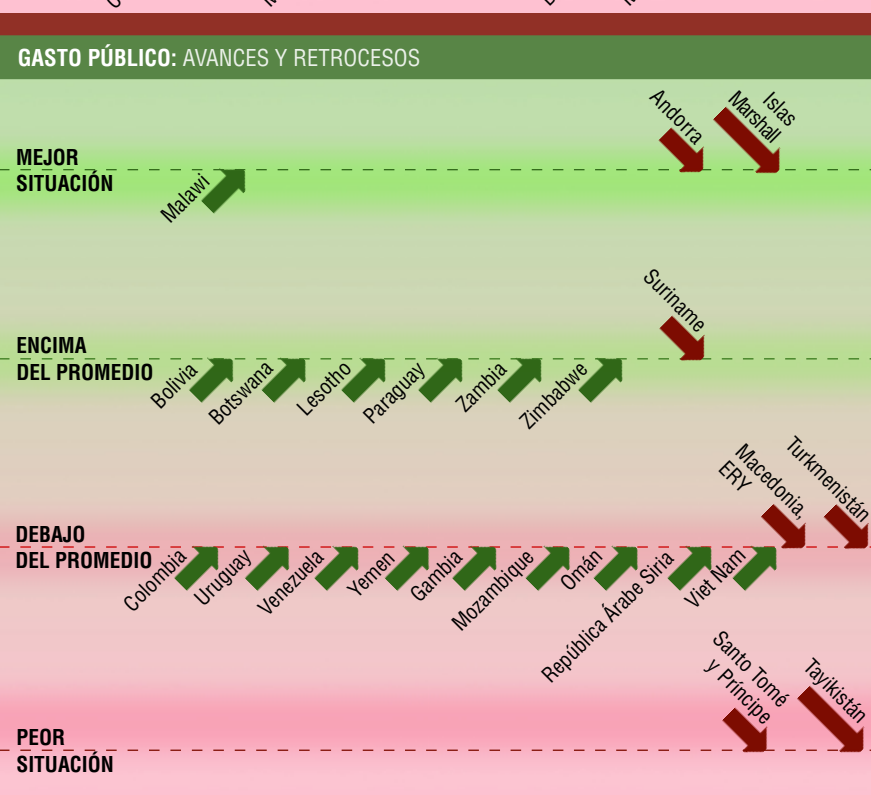 GASTO PÚBLICO: AVANCES Y RETROCESOS
Andorra
Islas
Marshall
MEJOR
SITUACIÓN
Malawi
Suriname
ENCIMA
DEL PROMEDIO
Bolivia
Botswana
Lesotho
Paraguay
Zambia
Zimbabwe
Macedonia,
ERY
Turkmenistán
DEBAJO
DEL PROMEDIO
Colombia
Uruguay
Venezuela
Yemen
Gambia
Mozambique
Omán
República Árabe Siria
Viet Nam
Santo Tomé
y Príncipe
Tayikistán
PEOR
SITUACIÓN